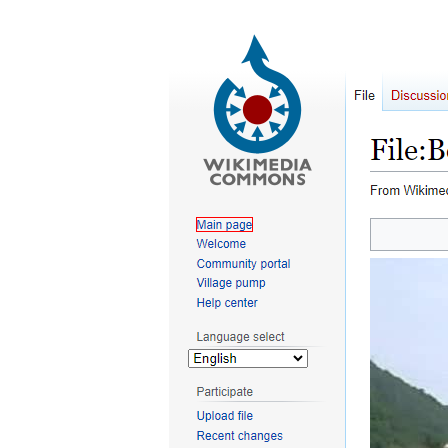 WIKIMEDIA
COMMONS
Main page
Welcome
Community portal
Village pump
Help center
Language select
English
Participate
Upload file
Recent changes
File
Discussio
File:B
From Wikime